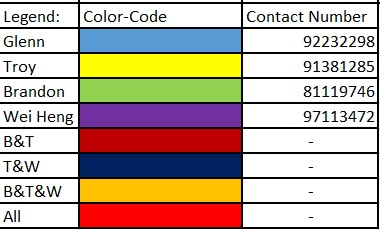 Legend: Color-Code Contact Number
Glenn 92232298
Troy 91381285
Brandon 81119746
Wei Heng 97113472
B&T -
T&W -
B&T&W -
All -